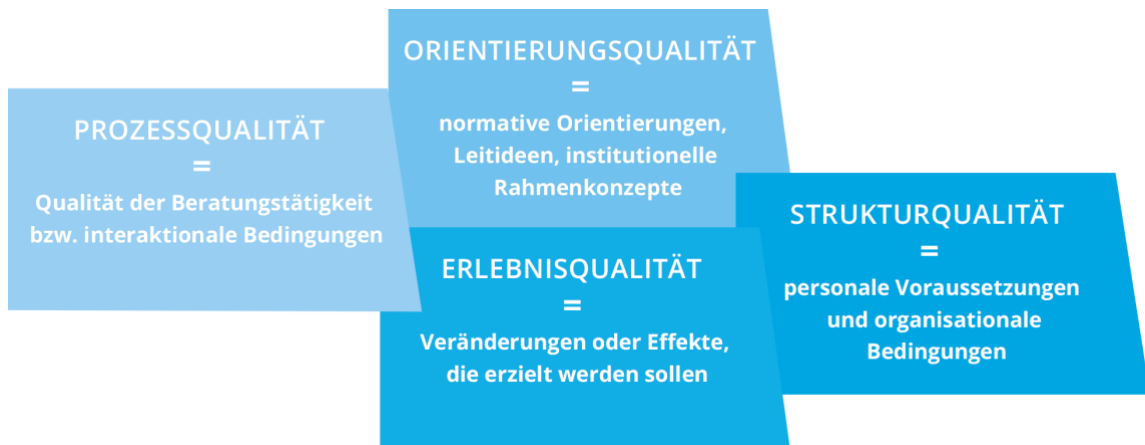 PROZESSQUALITÄT
=
Qualität der Beratungstätigkeit
bzw. interaktionale Bedingungen
ORIENTIERUNGSQUALITÄT
=
normative Orientierungen,
Leitideen, institutionelle
Rahmenkonzepte
ERLEBNISQUALITÄT
=
Veränderungen oder Effekte,
die erzielt werden sollen
STRUKTURQUALITÄT
=
personale Voraussetzungen
und organisationale
Bedingungen